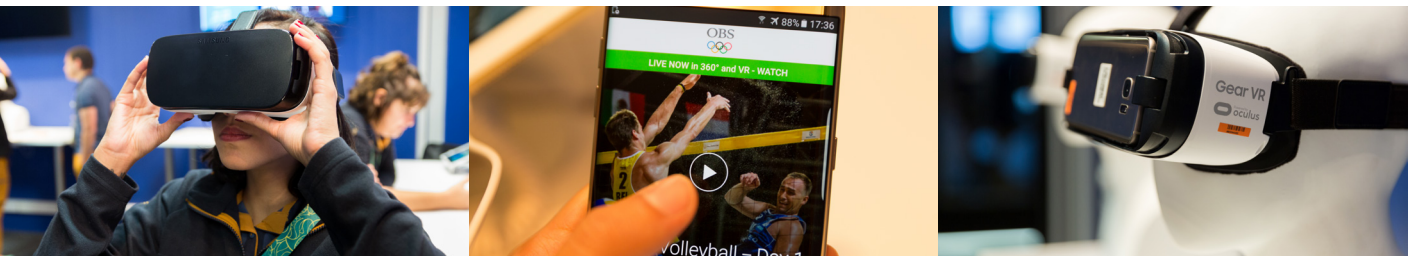 88% 17:36
OBS
LIVE NOW in 360° and VR - WATCH
2
Volleyball – Day 1
Gear VR
oculus